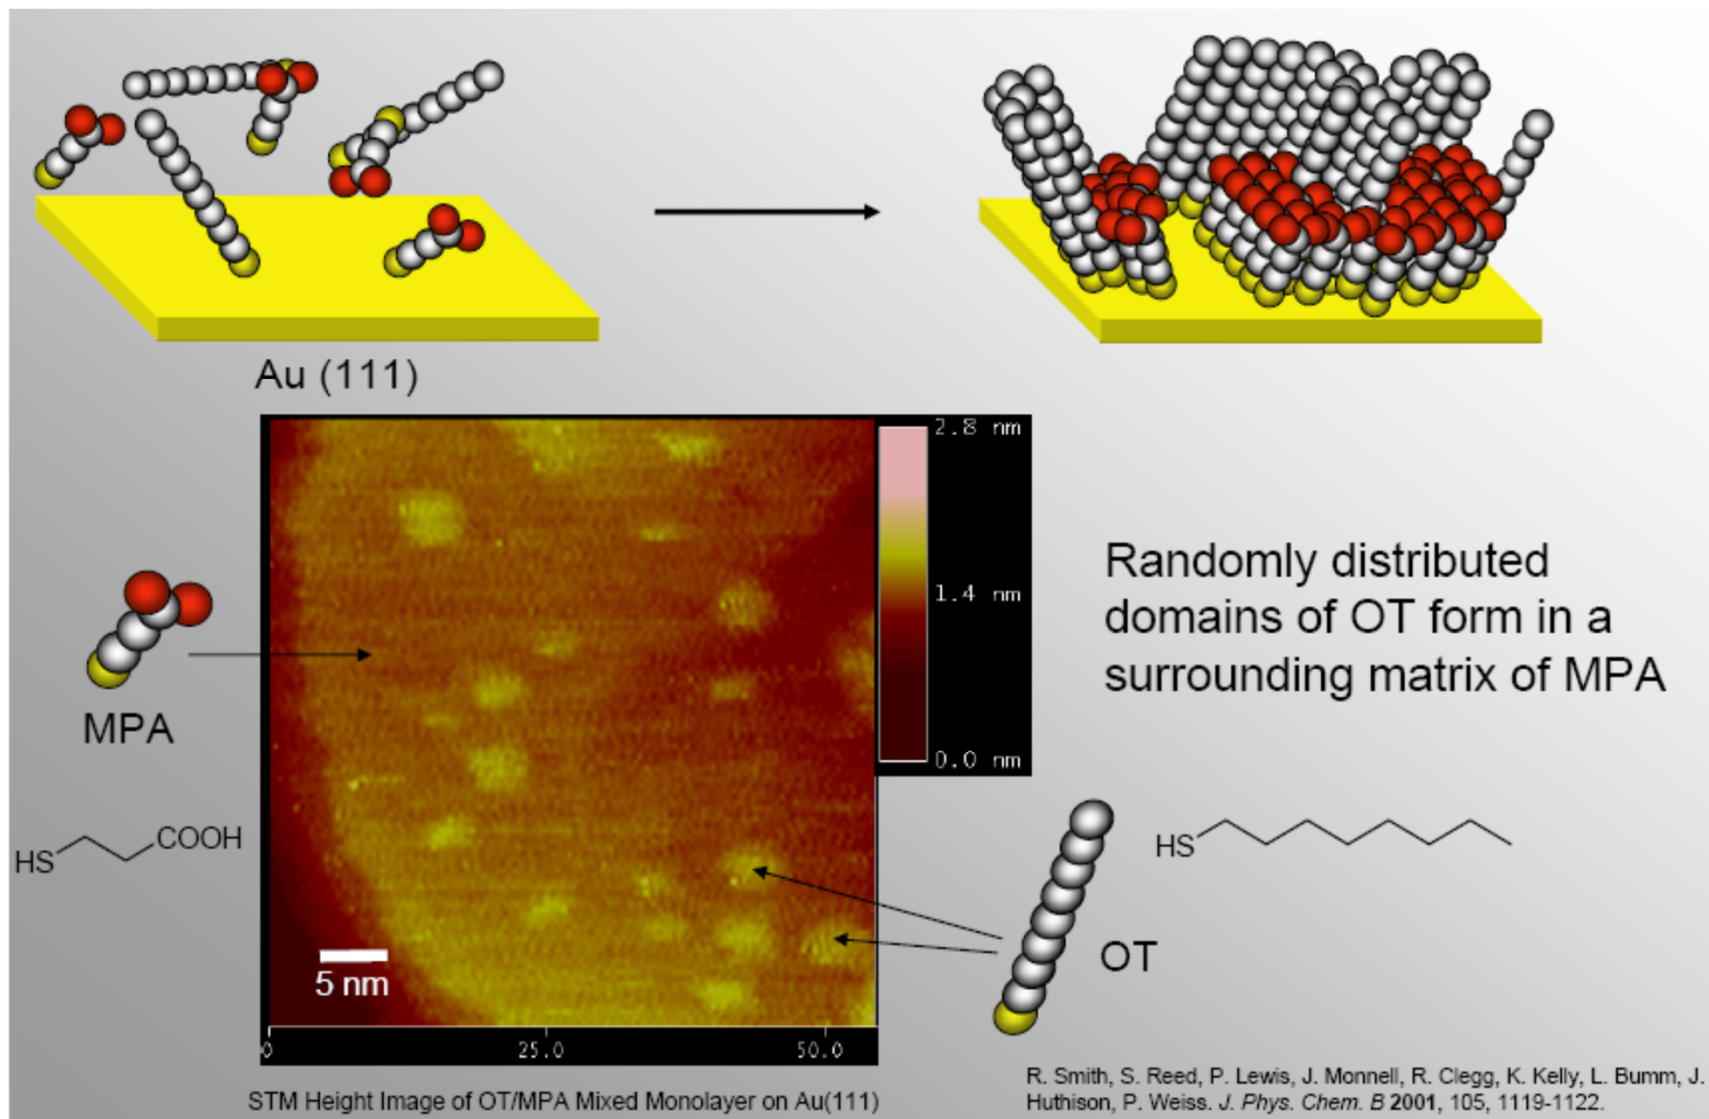 Au (111)
2.8 nm
1.4 nm
0.0 nm
Randomly distributed
domains of OT form in a
surrounding matrix of MPA
MPA
HS
COOH
HS
OT
5 nm
0
25.0
50.0
STM Height Image of OT/MPA Mixed Monolayer on Au(111)
R. Smith, S. Reed, P. Lewis, J. Monnell, R. Clegg, K. Kelly, L. Bumm, J.
Huthison, P. Weiss. J. Phys. Chem. B 2001, 105, 1119-1122.